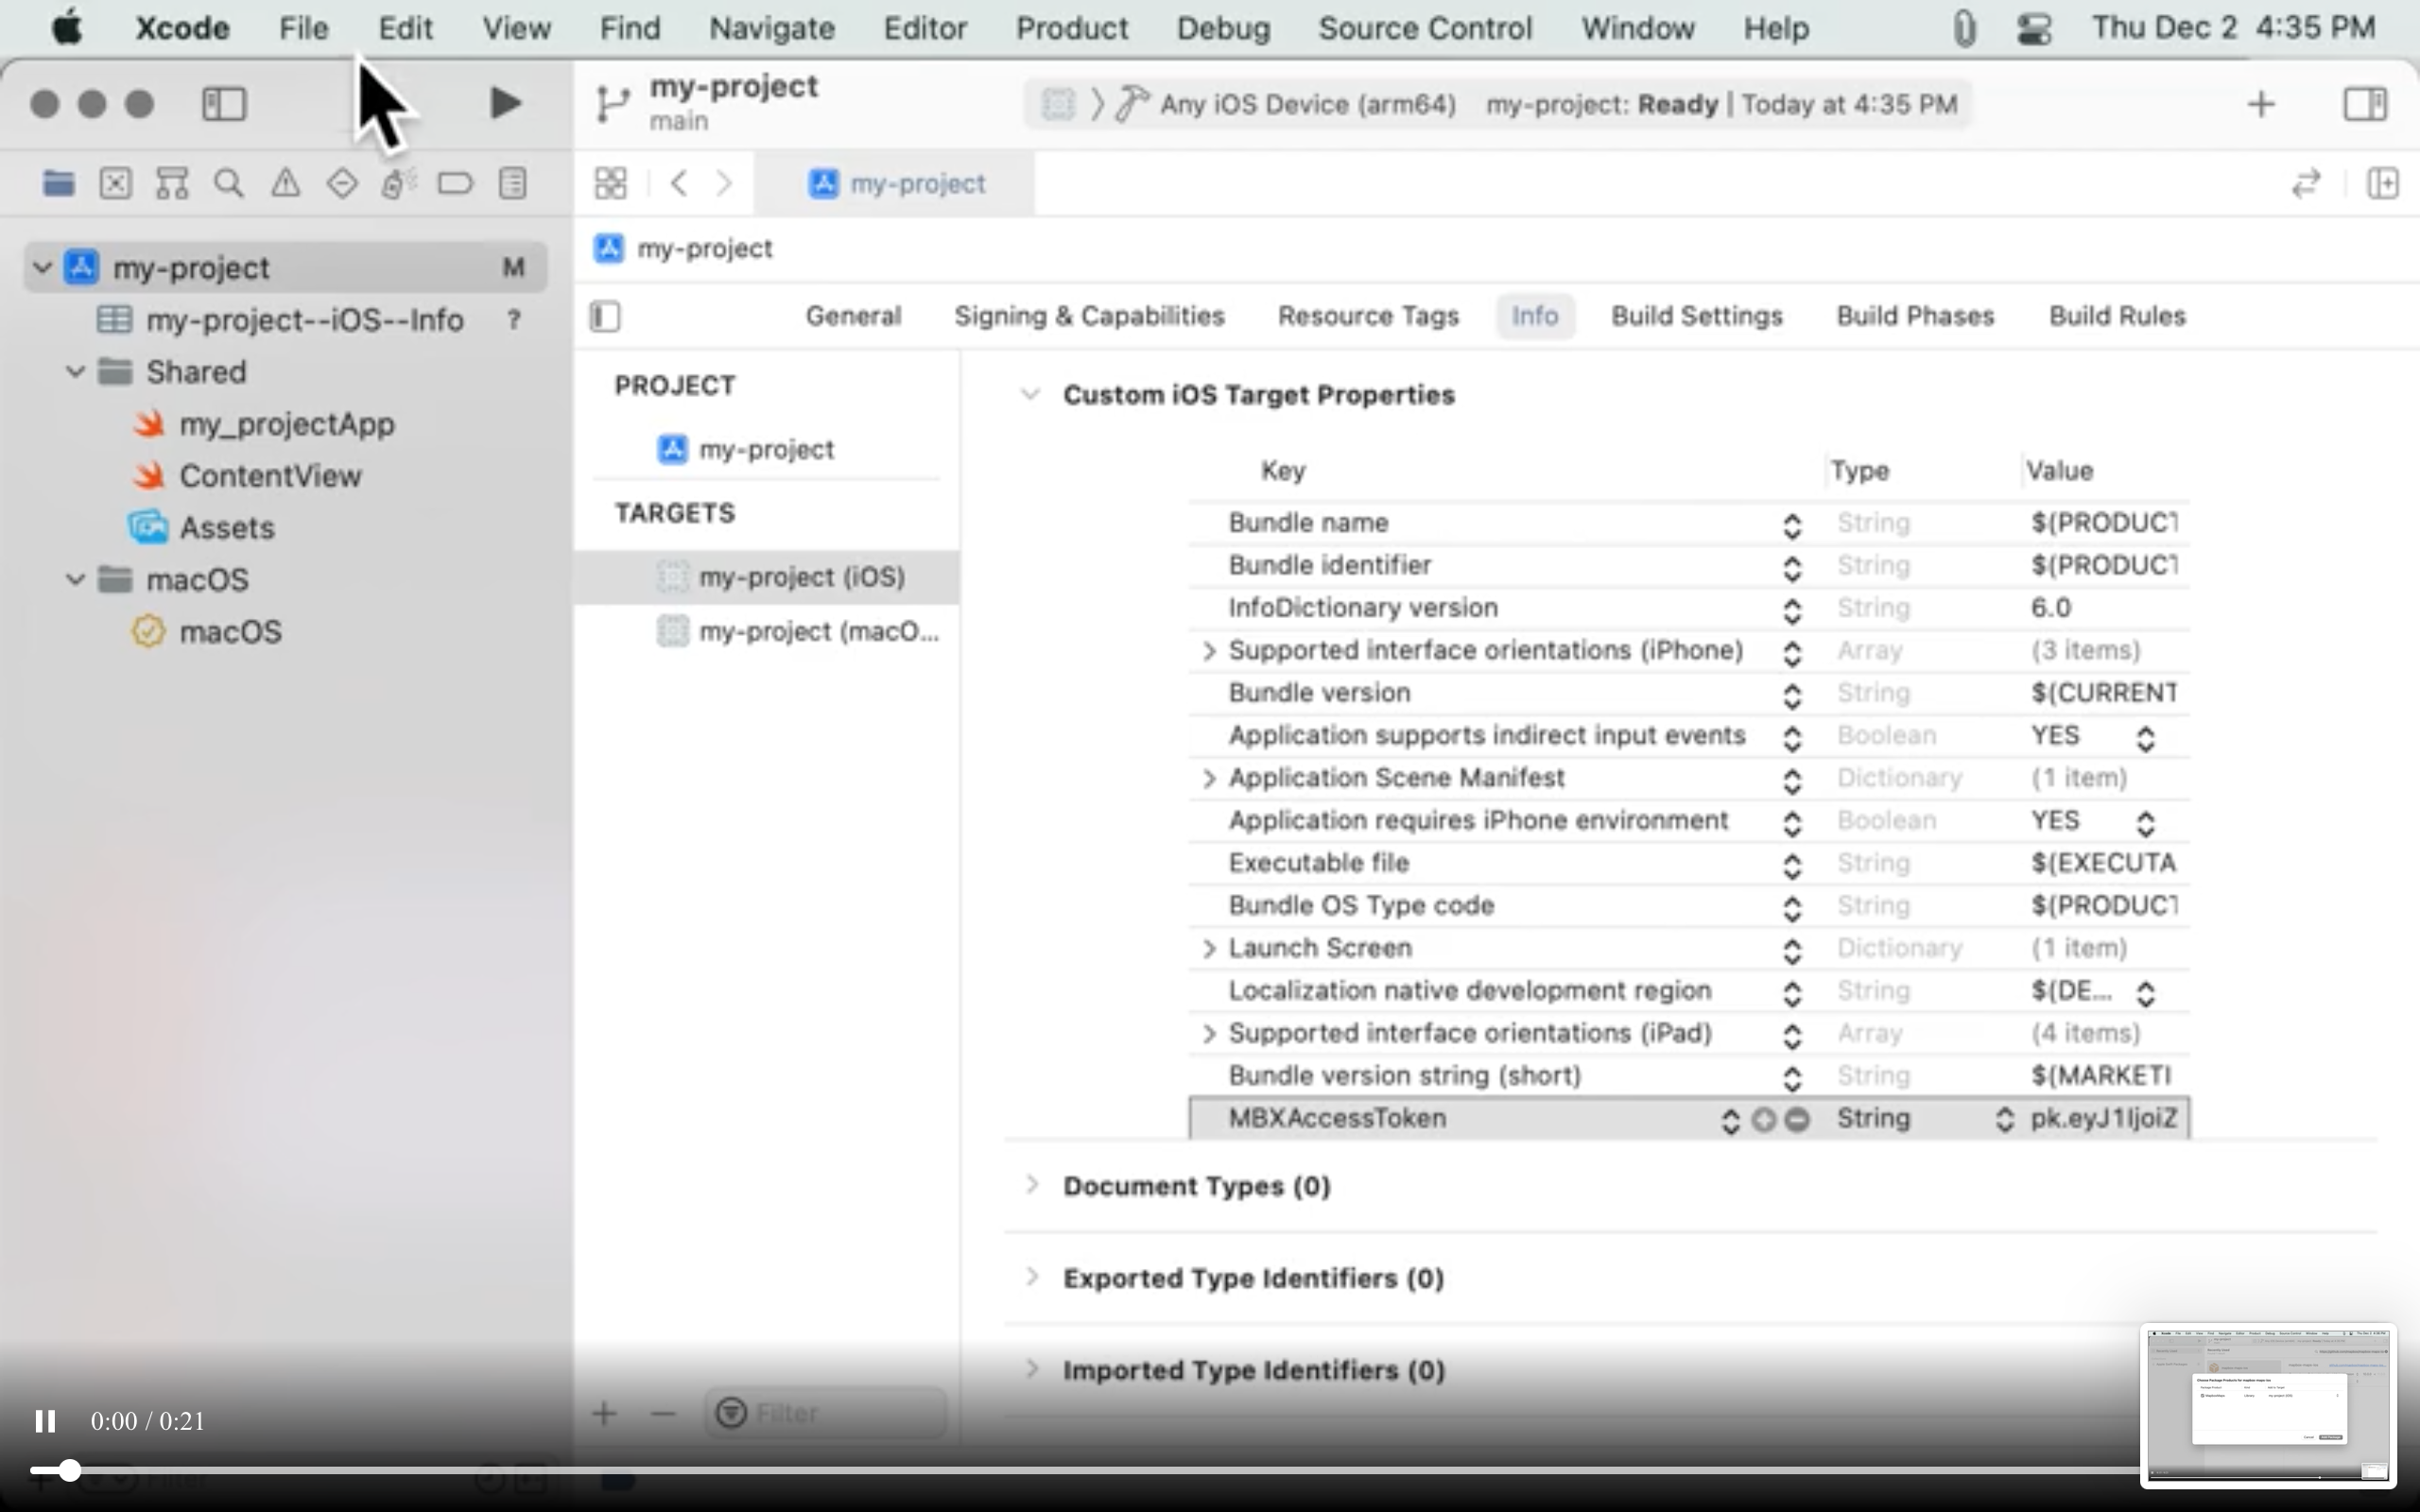 Xcode File Edit View Find Navigate Editor Product Debug Source Control Window Help Thu Dec 2 4:35 PM
my-project
main
Any iOS Device (arm64) my-project: Ready | Today at 4:35 PM
my-project
my-project
my-project M
my-project--iOS--Info ?
Shared
my_projectApp
ContentView
Assets
macOS
macOS
General Signing & Capabilities Resource Tags Info Build Settings Build Phases Build Rules
PROJECT
my-project
TARGETS
my-project (iOS)
my-project (macO...
Custom iOS Target Properties
Key Type Value
Bundle name String $(PRODUCT
Bundle identifier String $(PRODUCT
InfoDictionary version String 6.0
Supported interface orientations (iPhone) Array (3 items)
Bundle version String $(CURRENT
Application supports indirect input events Boolean YES
Application Scene Manifest Dictionary (1 item)
Application requires iPhone environment Boolean YES
Executable file String $(EXECUTA
Bundle OS Type code String $(PRODUCT
Launch Screen Dictionary (1 item)
Localization native development region String $(DE...
Supported interface orientations (iPad) Array (4 items)
Bundle version string (short) String $(MARKETI
MBXAccessToken String pk.eyJ1IjoiZ
Document Types (0)
Exported Type Identifiers (0)
Imported Type Identifiers (0)
Filter
0:00 / 0:21
Filter